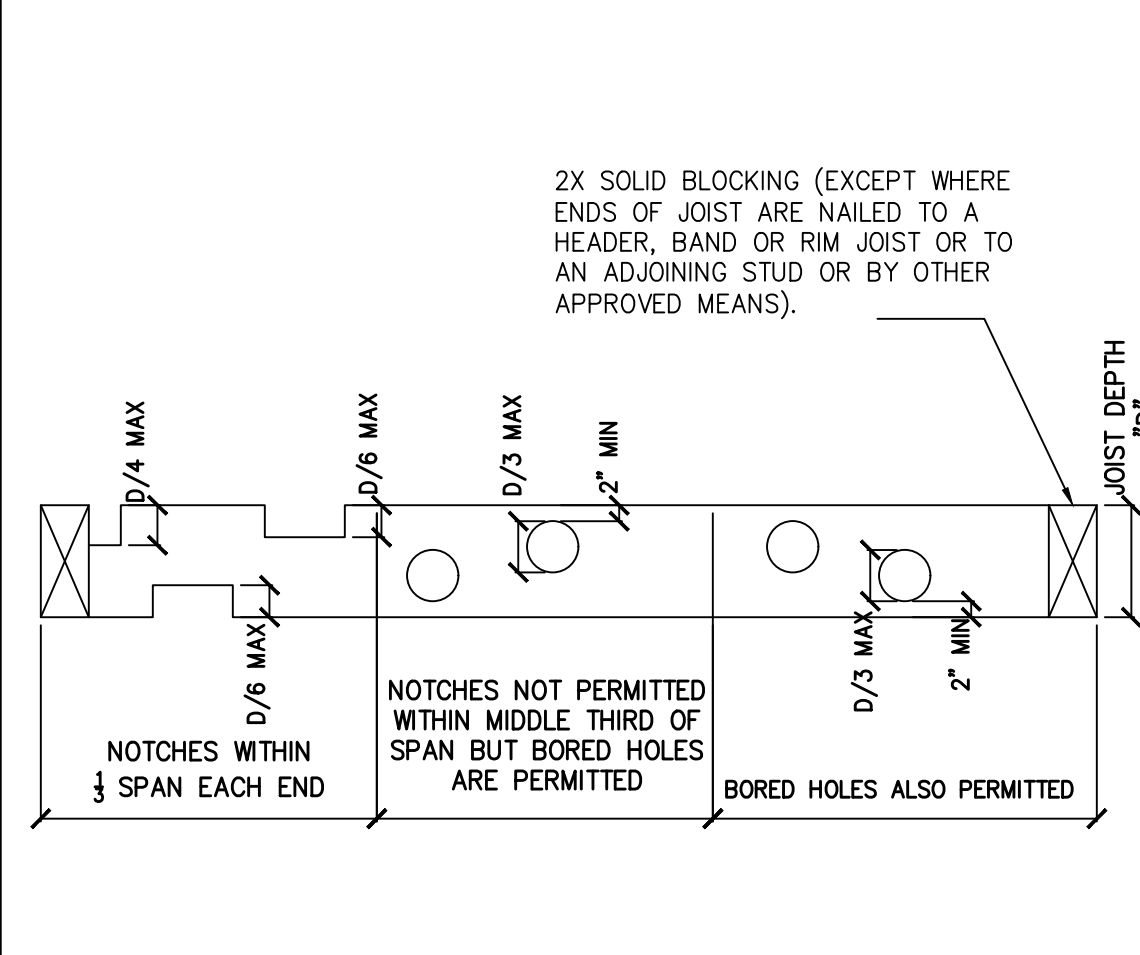 2X SOLID BLOCKING (EXCEPT WHERE
ENDS OF JOIST ARE NAILED TO A
HEADER, BAND OR RIM JOIST OR TO
AN ADJOINING STUD OR BY OTHER
APPROVED MEANS).
D/4 MAX
D/6 MAX
D/3 MAX
2" MIN
JOIST DEPTH
D/6 MAX
D/3 MAX
2" MIN
NOTCHES WITHIN
1/3 SPAN EACH END
NOTCHES NOT PERMITTED
WITHIN MIDDLE THIRD OF
SPAN BUT BORED HOLES
ARE PERMITTED
BORED HOLES ALSO PERMITTED